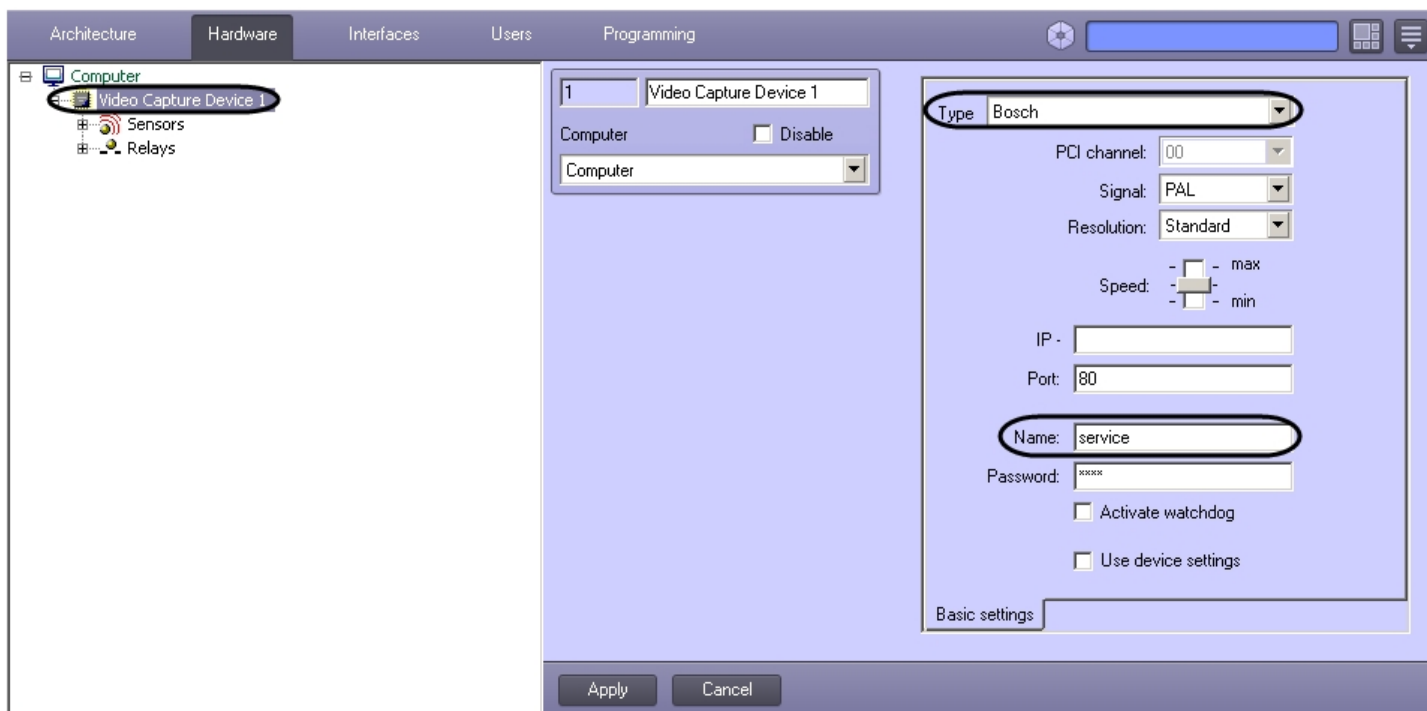 Architecture Hardware Interfaces Users Programming
Computer
Video Capture Device 1
Sensors
Relays
1 Video Capture Device 1
Computer Disable
Computer
Type Bosch
PCI channel: 00
Signal: PAL
Resolution: Standard
max
Speed:
min
IP -
Port: 80
Name: service
Password: ****
Activate watchdog
Use device settings
Basic settings
Apply Cancel